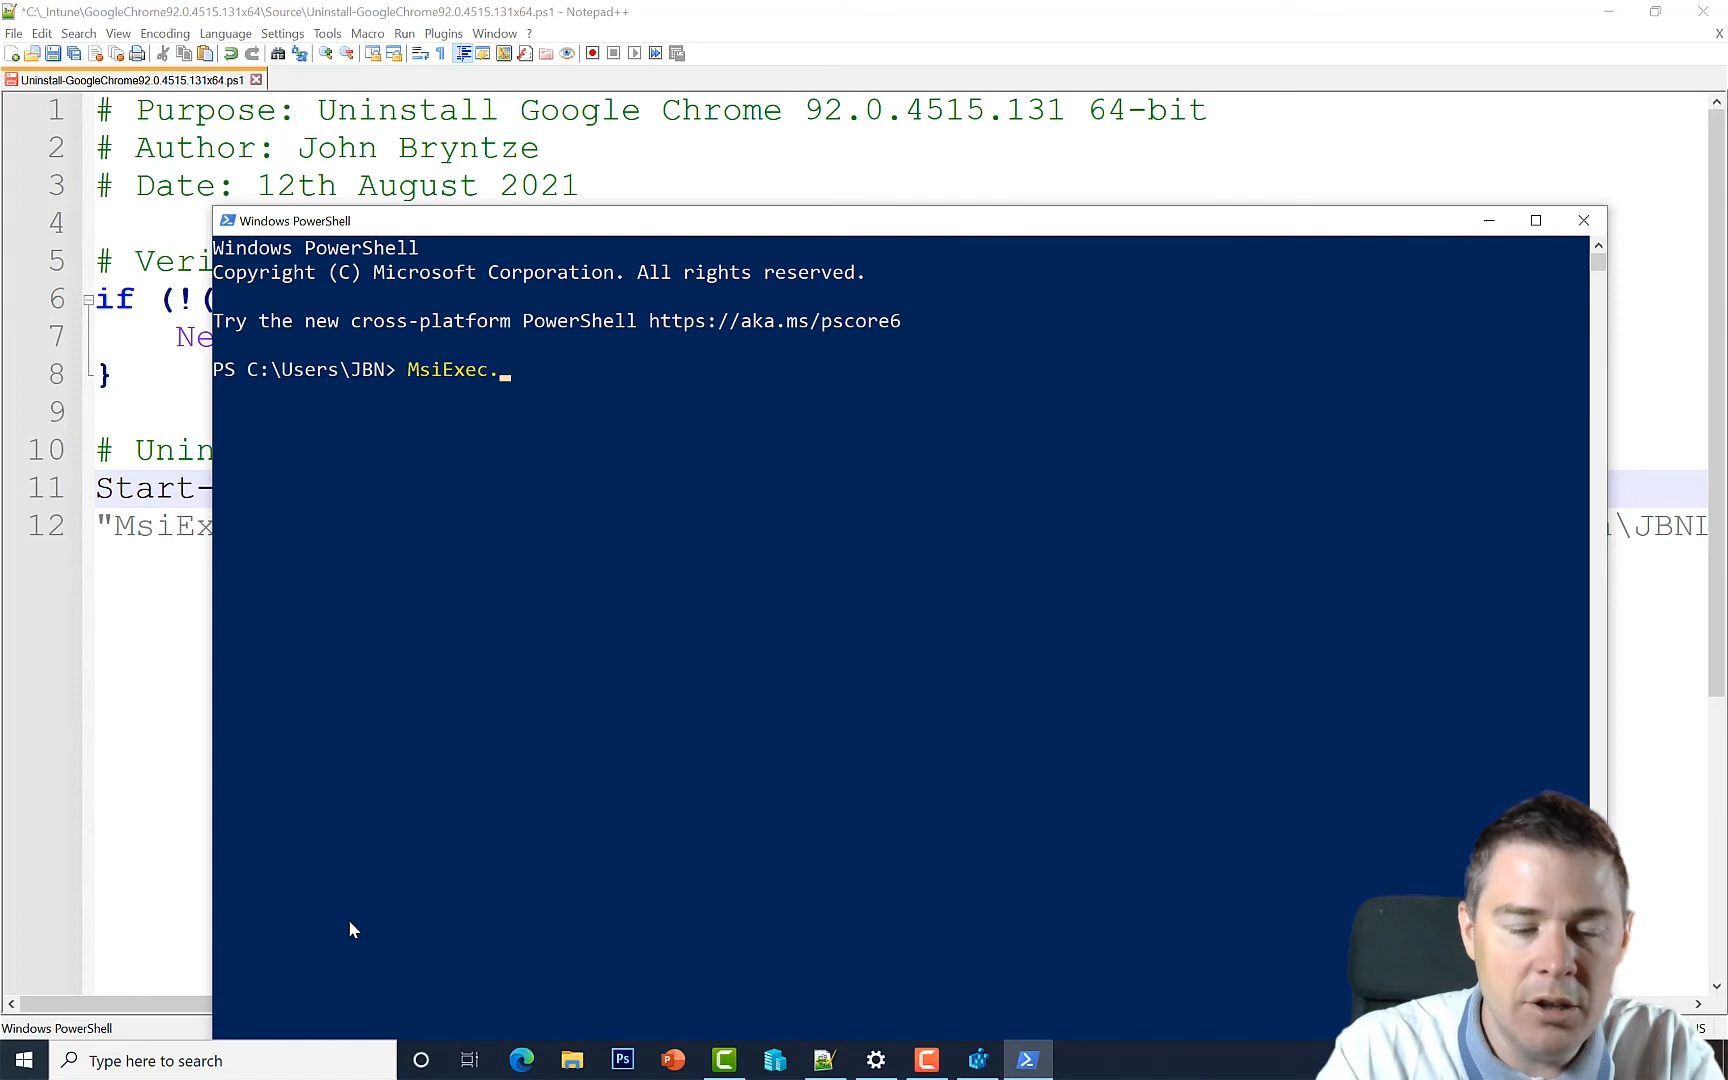 *C:\_Intune\GoogleChrome92.0.4515.131x64\Source\Uninstall-GoogleChrome92.0.4515.131x64.ps1 - Notepad++
File Edit Search View Encoding Language Settings Tools Macro Run Plugins Window ? X
Uninstall-GoogleChrome92.0.4515.131x64.ps1
1 # Purpose: Uninstall Google Chrome 92.0.4515.131 64-bit
2 # Author: John Bryntze
3 # Date: 12th August 2021
4
5 # Veri
6 if (!(
7 Ne
8 }
9
10 # Unin
11 Start-
12 "MsiEx \JBNL
Windows PowerShell
Windows PowerShell
Copyright (C) Microsoft Corporation. All rights reserved.
Try the new cross-platform PowerShell https://aka.ms/pscore6
PS C:\Users\JBN> MsiExec._
Windows PowerShell
Type here to search
Ps